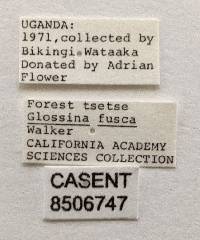 UGANDA:
1971, collected by
Bikingi Wataaka
Donated by Adrian
Flower
Forest tsetse
Glossina fusca
Walker
CALIFORNIA ACADEMY
SCIENCES COLLECTION
CASENT
8506747